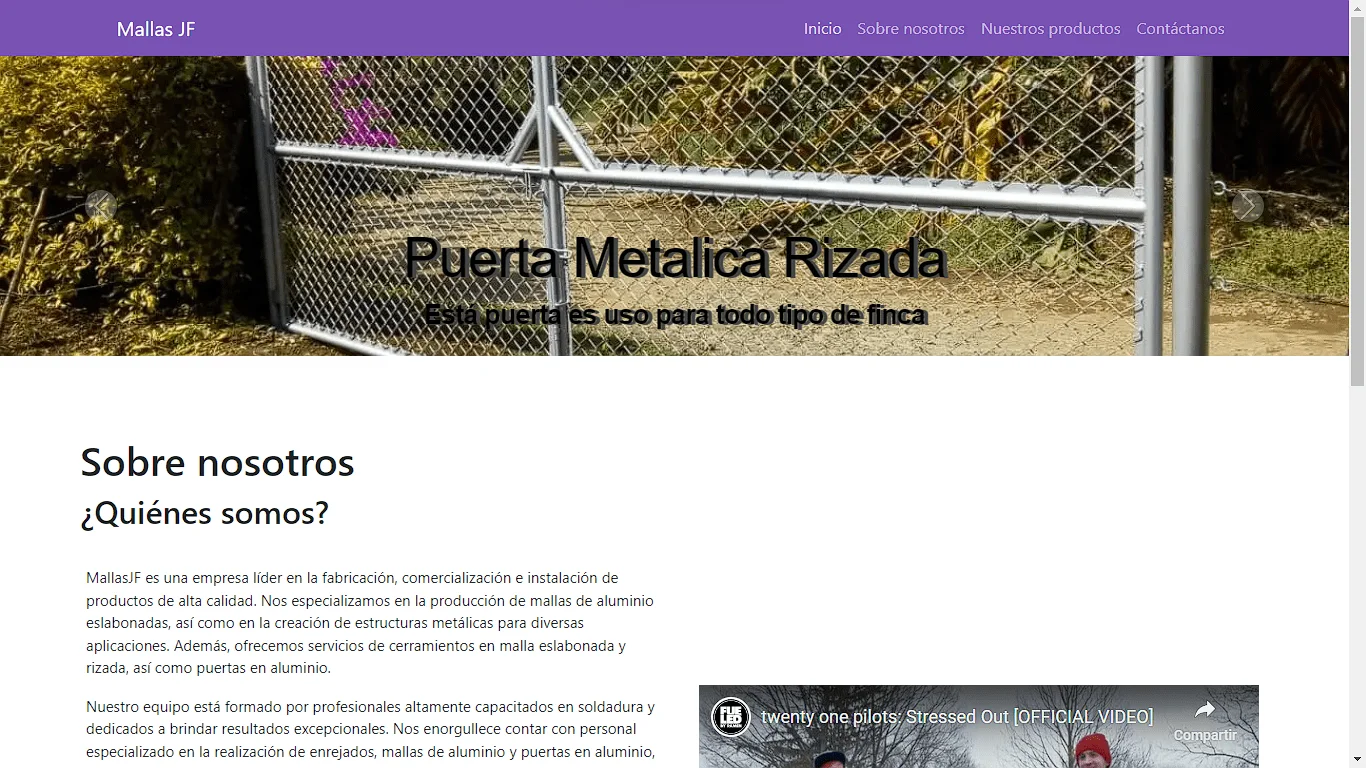 Mallas JF
Inicio Sobre nosotros Nuestros productos Contáctanos
Puerta Metalica Rizada
Está puerta es uso para todo tipo de finca
Sobre nosotros
¿Quiénes somos?
MallasJF es una empresa líder en la fabricación, comercialización e instalación de
productos de alta calidad. Nos especializamos en la producción de mallas de aluminio
eslabonadas, así como en la creación de estructuras metálicas para diversas
aplicaciones. Además, ofrecemos servicios de cerramientos en malla eslabonada y
rizada, así como puertas en aluminio.
Nuestro equipo está formado por profesionales altamente capacitados en soldadura y
dedicados a brindar resultados excepcionales. Nos enorgullece contar con personal
especializado en la realización de enrejados, mallas de aluminio y puertas en aluminio,
FUE
LED
BY RAMEN
twenty one pilots: Stressed Out [OFFICIAL VIDEO]
Compartir